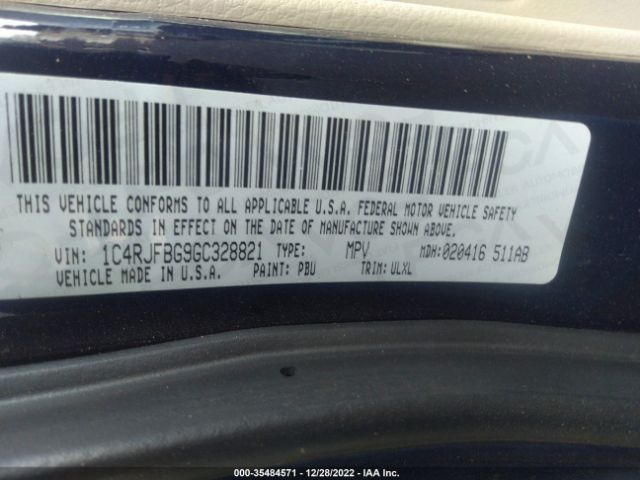 THIS VEHICLE CONFORMS TO ALL APPLICABLE U.S.A. FEDERAL MOTOR VEHICLE SAFETY
STANDARDS IN EFFECT ON THE DATE OF MANUFACTURE SHOWN ABOVE.
VIN: 1C4RJFBG9GC328821 TYPE: MPV MDH:020416 511AB
VEHICLE MADE IN U.S.A. PAINT: PBU TRIM: ULXL
000-35484571 | 12/28/2022 | IAA Inc.